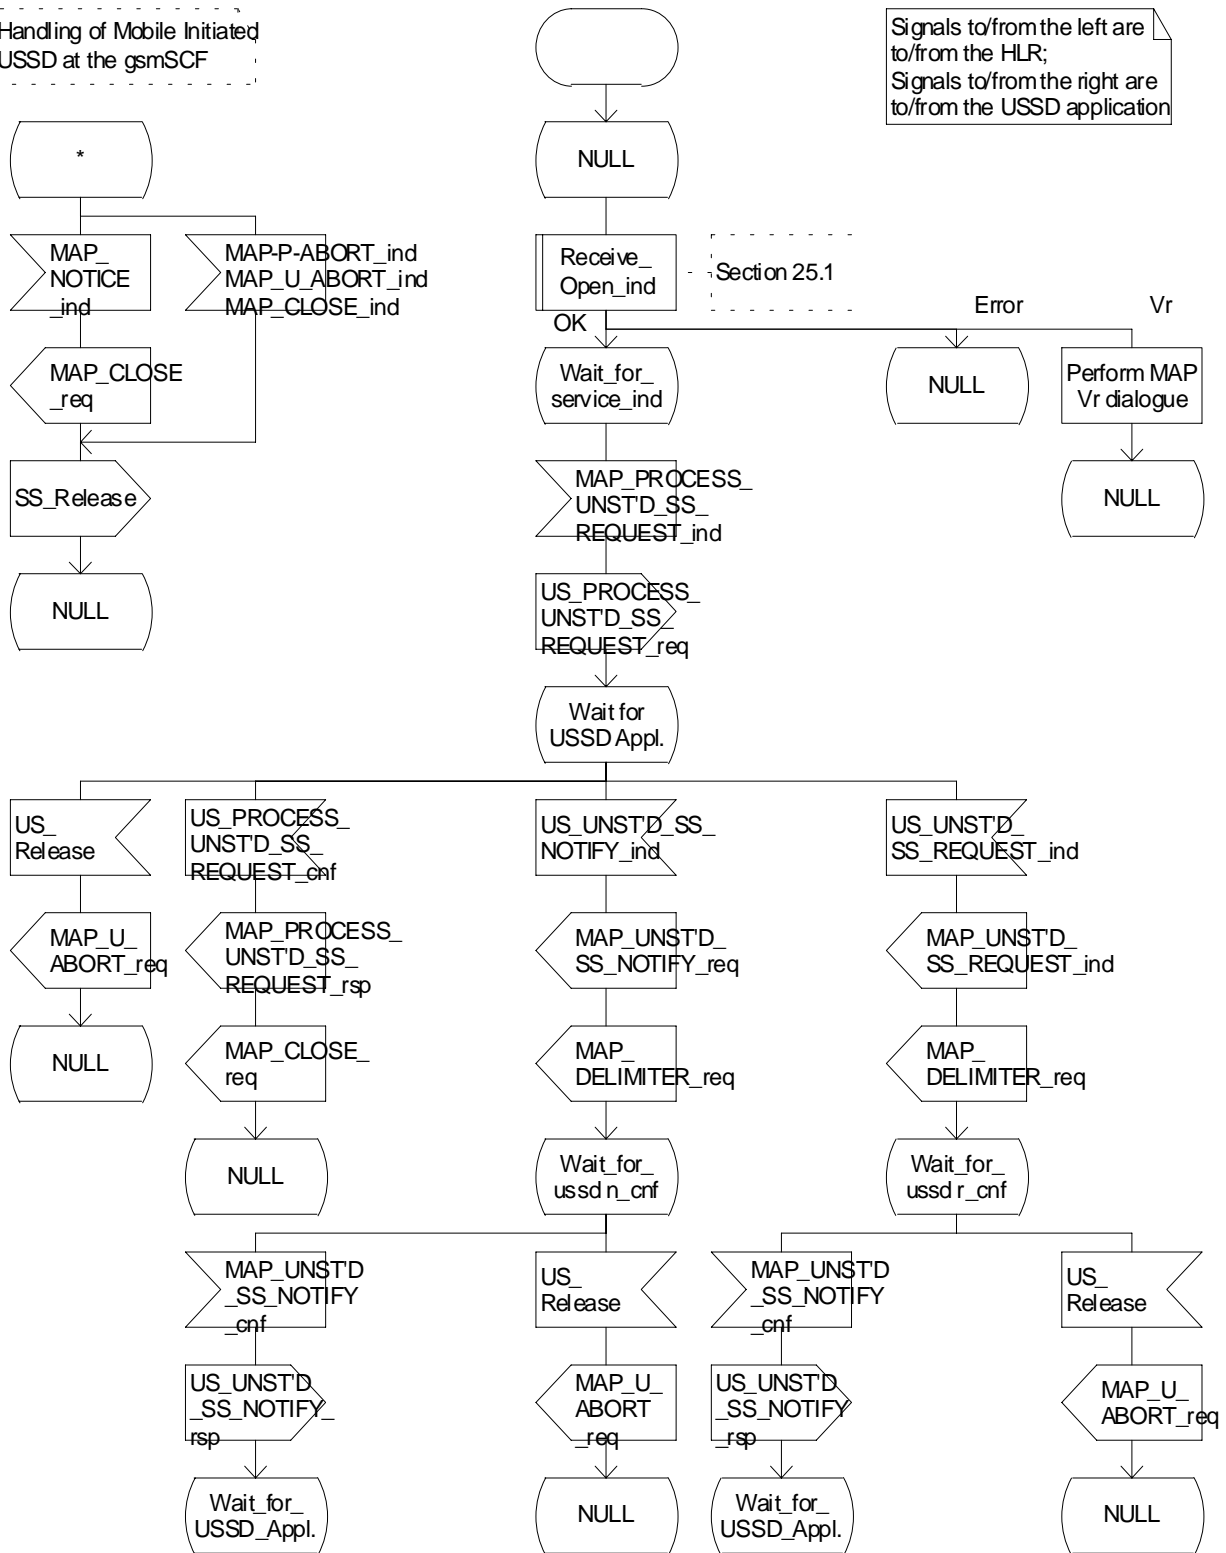 Handling of Mobile Initiated
USSD at the gsmSCF
Signals to/from the left are
to/from the HLR;
Signals to/from the right are
to/from the USSD application
*
NULL
MAP_
NOTICE
_ind
MAP-P-ABORT_ind
MAP_U_ABORT_ind
MAP_CLOSE_ind
Receive_
Open_ind
Section 25.1
OK
Error
Vr
MAP_CLOSE
_req
Wait_for_
service_ind
NULL
Perform MAP
Vr dialogue
SS_Release
MAP_PROCESS_
UNST'D_SS_
REQUEST_ind
NULL
NULL
US_PROCESS_
UNST'D_SS_
REQUEST_req
Wait for
USSD Appl.
US_
Release
US_PROCESS_
UNST'D_SS_
REQUEST_cnf
US_UNST'D_SS_
NOTIFY_ind
US_UNST'D_
SS_REQUEST_ind
MAP_U_
ABORT_req
MAP_PROCESS_
UNST'D_SS_
REQUEST_rsp
MAP_UNST'D_
SS_NOTIFY_req
MAP_UNST'D_
SS_REQUEST_ind
NULL
MAP_CLOSE_
req
MAP_
DELIMITER_req
MAP_
DELIMITER_req
NULL
Wait_for_
ussd n_cnf
Wait_for_
ussd r_cnf
MAP_UNST'D
_SS_NOTIFY
_cnf
US_
Release
MAP_UNST'D
_SS_NOTIFY
_cnf
US_
Release
US_UNST'D
_SS_NOTIFY_
rsp
MAP_U_
ABORT
_req
US_UNST'D
_SS_NOTIFY
_rsp
MAP_U_
ABORT_req
Wait_for_
USSD_Appl.
NULL
Wait_for_
USSD_Appl.
NULL